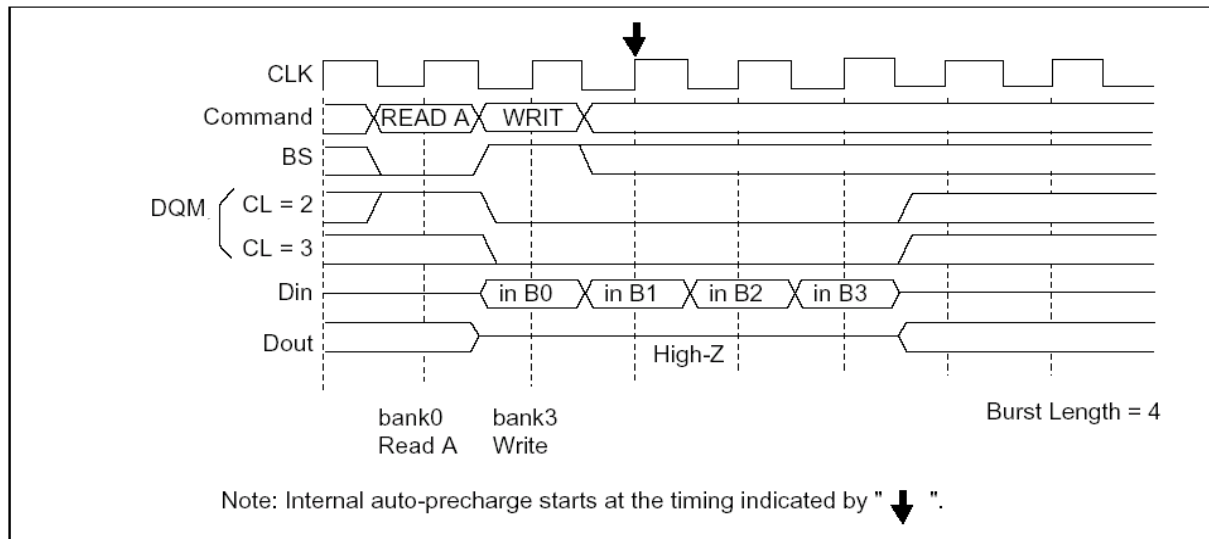 CLK
Command READ A WRIT
BS
DQM CL = 2
CL = 3
Din in B0 in B1 in B2 in B3
Dout High-Z
bank0 bank3 Burst Length = 4
Read A Write
Note: Internal auto-precharge starts at the timing indicated by " ".